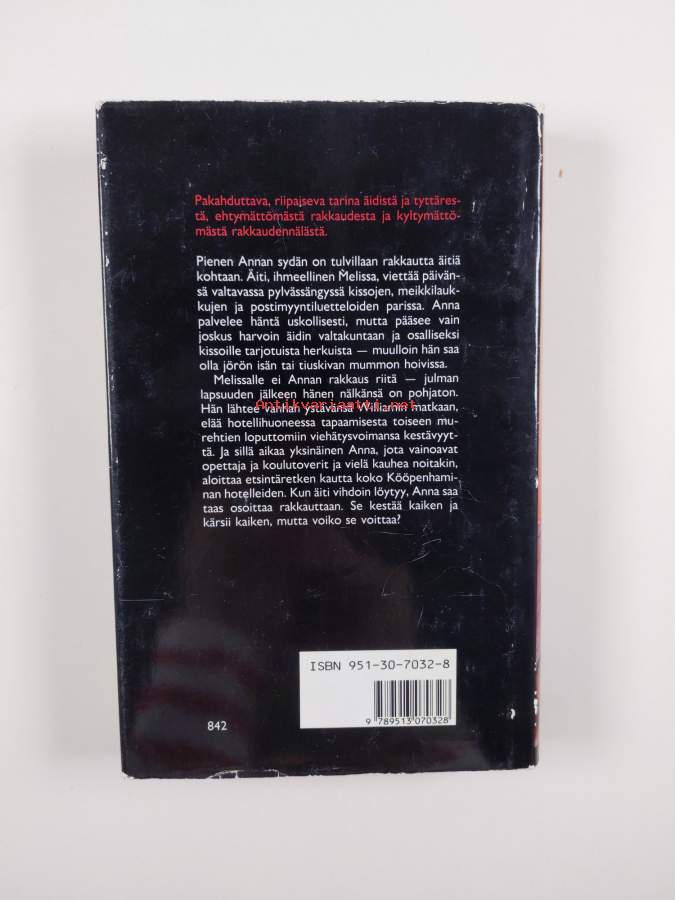 Pakahduttava, riipaiseva tarina äidistä ja tyttäres-
tä, ehtymättömästä rakkaudesta ja kyltymättö-
mästä rakkaudennälästä.
Pienen Annan sydän on tulvillaan rakkautta äitiä
kohtaan. Äiti, ihmeellinen Melissa, viettää päivän-
sä valtavassa pylvässängyssä kissojen, meikkilauk-
kujen ja postimyyntiluetteloiden parissa. Anna
palvelee häntä uskollisesti, mutta pääsee vain
joskus harvoin äidin valtakuntaan ja osalliseksi
kissoille tarjotuista herkuista — muulloin hän saa
olla jörön isän tai tiuskivan mummon hoivissa.
Melissalle ei Annan rakkaus riitä — julman
lapsuuden jälkeen hänen nälkänsä on pohjaton.
Antikvariaatti.net
Hän lähtee vanhan ystävänsä Williamin matkaan,
elää hotellihuoneessa tapaamisesta toiseen mu-
rehtien loputtomiin viehätysvoimansa kestävyyt-
tä. Ja sillä aikaa yksinäinen Anna, jota vainoavat
opettaja ja koulutoverit ja vielä kauhea noitakin,
aloittaa etsintäretken kautta koko Kööpenhami-
nan hotelleiden. Kun äiti vihdoin löytyy, Anna saa
taas osoittaa rakkauttaan. Se kestää kaiken ja
kärsii kaiken, mutta voiko se voittaa?
ISBN 951-30-7032-8
9 789513 070328
842